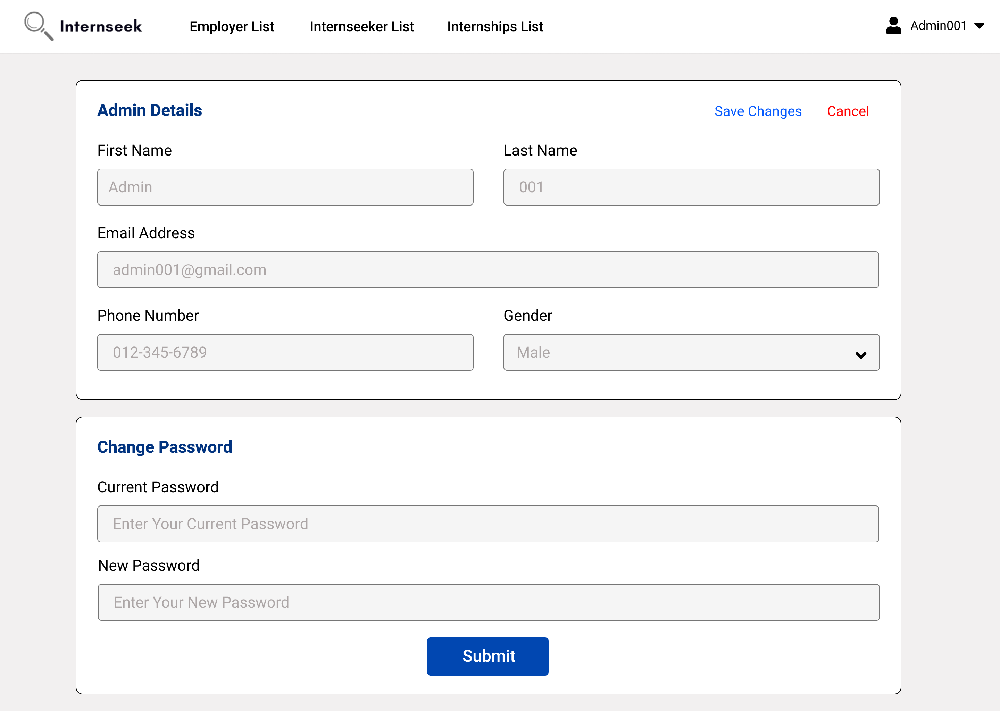 Internseek Employer List Internseeker List Internships List Admin001
Admin Details Save Changes Cancel
First Name Last Name
Admin 001
Email Address
admin001@gmail.com
Phone Number Gender
012-345-6789 Male
Change Password
Current Password
Enter Your Current Password
New Password
Enter Your New Password
Submit